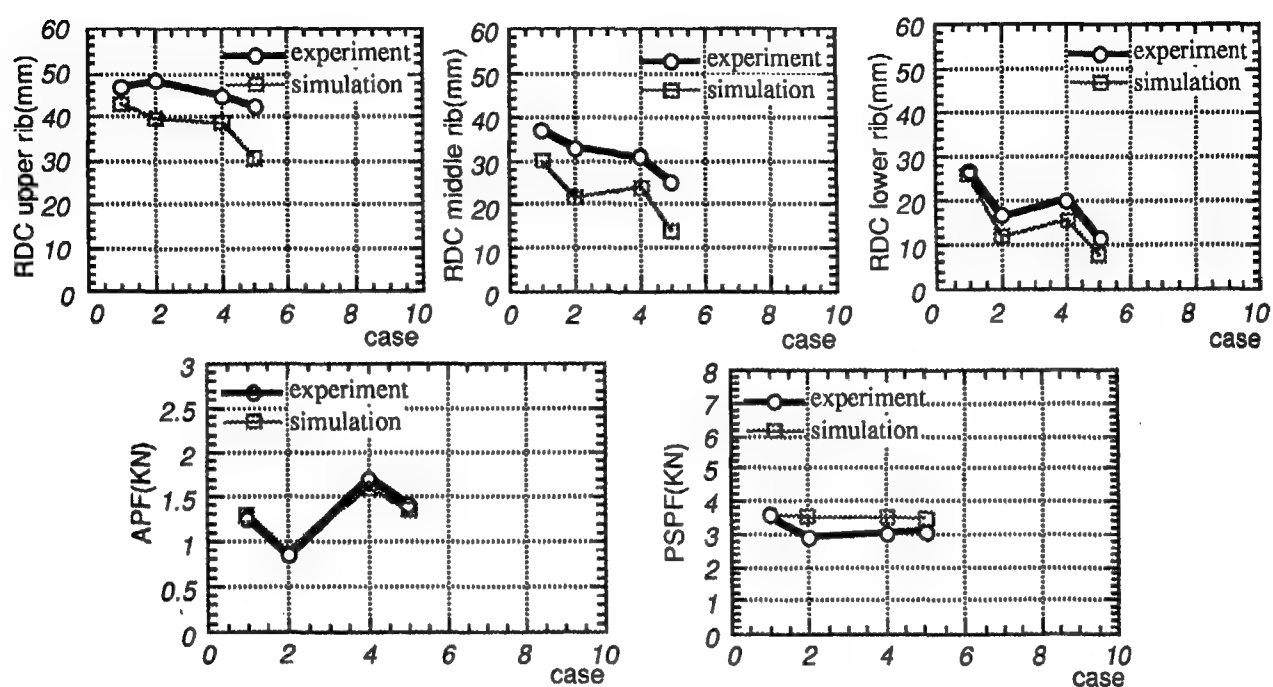 60
50
40
30
20
10
0
RDC upper rib(mm)
experiment
simulation
0 2 4 6 8 10
case
60
50
40
30
20
10
0
RDC middle rib(mm)
experiment
simulation
0 2 4 6 8 10
case
60
50
40
30
20
10
0
RDC lower rib(mm)
experiment
simulation
0 2 4 6 8 10
case
3
2.5
2
1.5
1
0.5
0
APF(KN)
experiment
simulation
0 2 4 6 8 10
case
8
7
6
5
4
3
2
1
0
PSPF(KN)
experiment
simulation
0 2 4 6 8 10
case